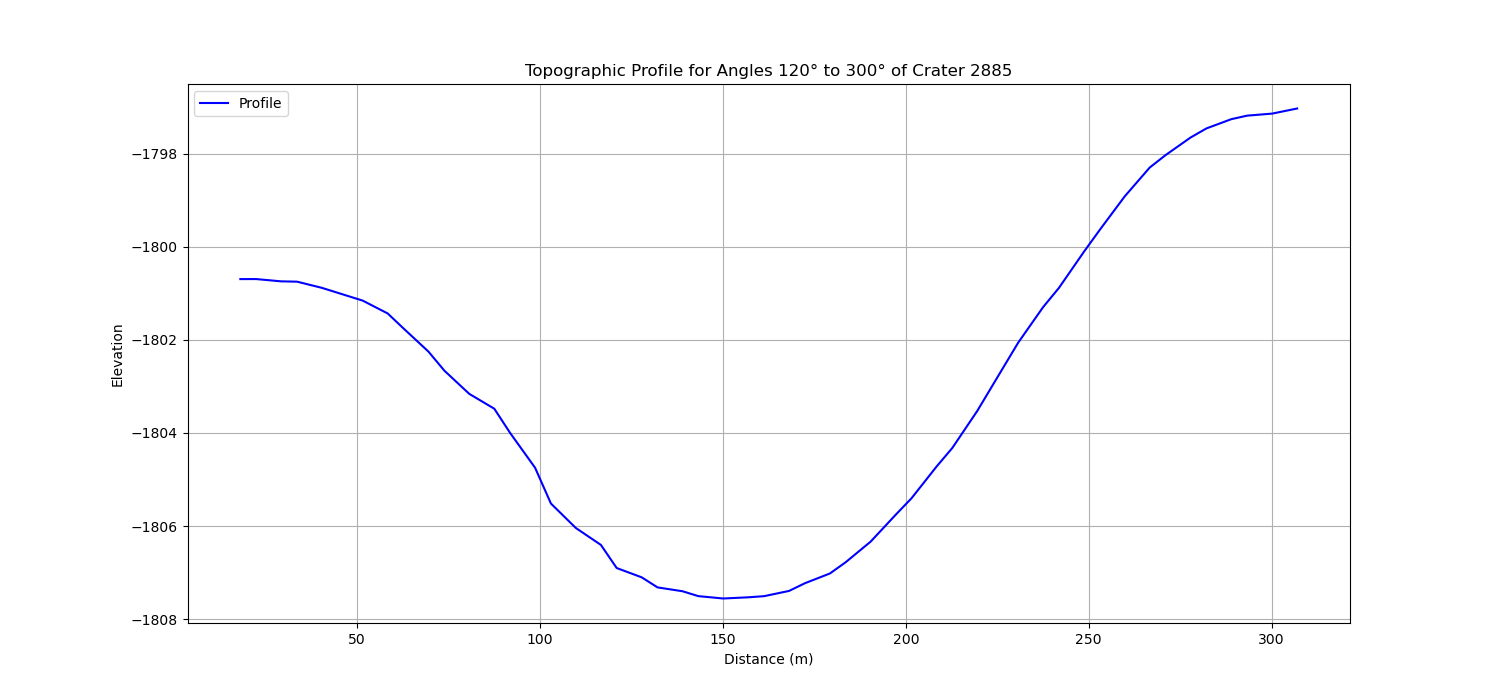 Topographic Profile for Angles 120° to 300° of Crater 2885
Profile
−1798
−1800
−1802
−1804
−1806
−1808
Elevation
50 100 150 200 250 300
Distance (m)